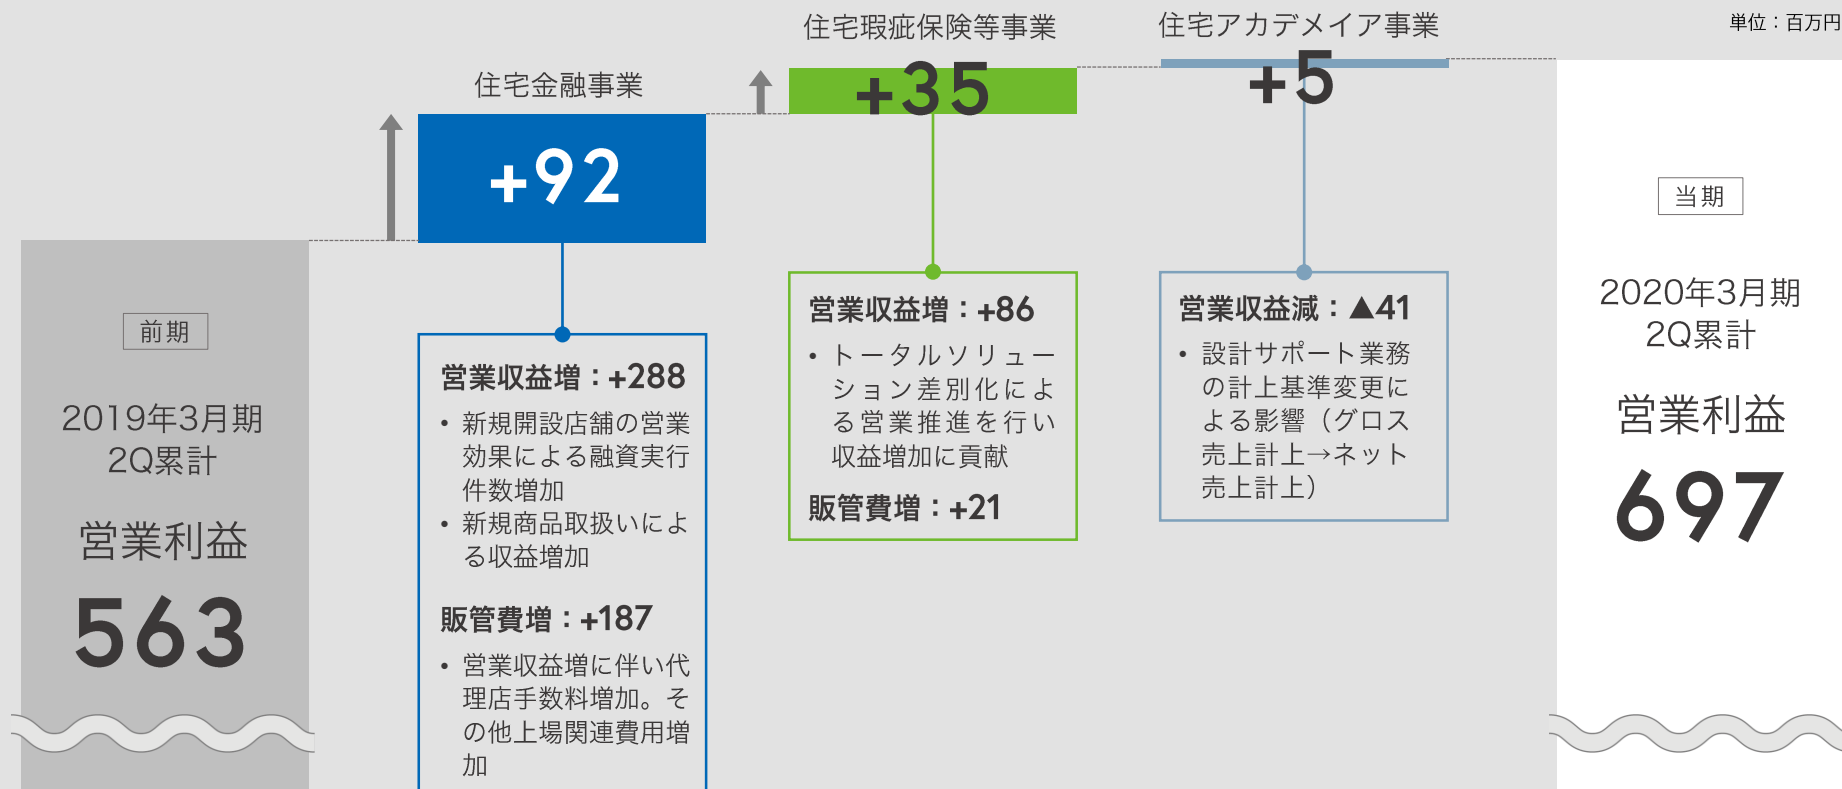 単位：百万円
前期
2019年3月期
2Q累計
営業利益
563
住宅金融事業
+92
営業収益増：+288
• 新規開設店舗の営業
効果による融資実行
件数増加
• 新規商品取扱いによ
る収益増加
販管費増：+187
• 営業収益増に伴い代
理店手数料増加。そ
の他上場関連費用増
加
住宅瑕疵保険等事業
+35
営業収益増：+86
• トータルソリュー
ション差別化によ
る営業推進を行い
収益増加に貢献
販管費増：+21
住宅アカデメイア事業
+5
営業収益減：▲41
• 設計サポート業務
の計上基準変更に
よる影響（グロス
売上計上→ネット
売上計上）
当期
2020年3月期
2Q累計
営業利益
697